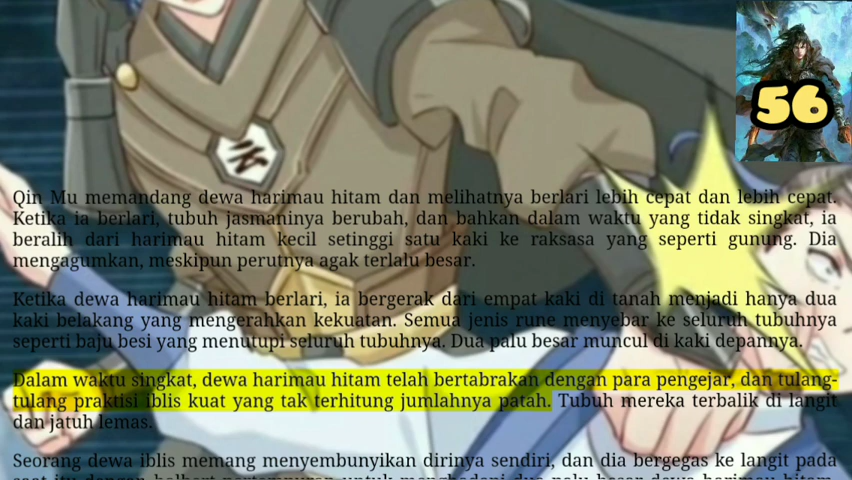 56
Qin Mu memandang dewa harimau hitam dan melihatnya berlari lebih cepat dan lebih cepat.
Ketika ia berlari, tubuh jasmaninya berubah, dan bahkan dalam waktu yang tidak singkat, ia
beralih dari harimau hitam kecil setinggi satu kaki ke raksasa yang seperti gunung. Dia
mengagumkan, meskipun perutnya agak terlalu besar.
Ketika dewa harimau hitam berlari, ia bergerak dari empat kaki di tanah menjadi hanya dua
kaki belakang yang mengerahkan kekuatan. Semua jenis rune menyebar ke seluruh tubuhnya
seperti baju besi yang menutupi seluruh tubuhnya. Dua palu besar muncul di kaki depannya.
Dalam waktu singkat, dewa harimau hitam telah bertabrakan dengan para pengejar, dan tulang-
tulang praktisi iblis kuat yang tak terhitung jumlahnya patah. Tubuh mereka terbalik di langit
dan jatuh lemas.
Seorang dewa iblis memang menyembunyikan dirinya sendiri, dan dia bergegas ke langit pada